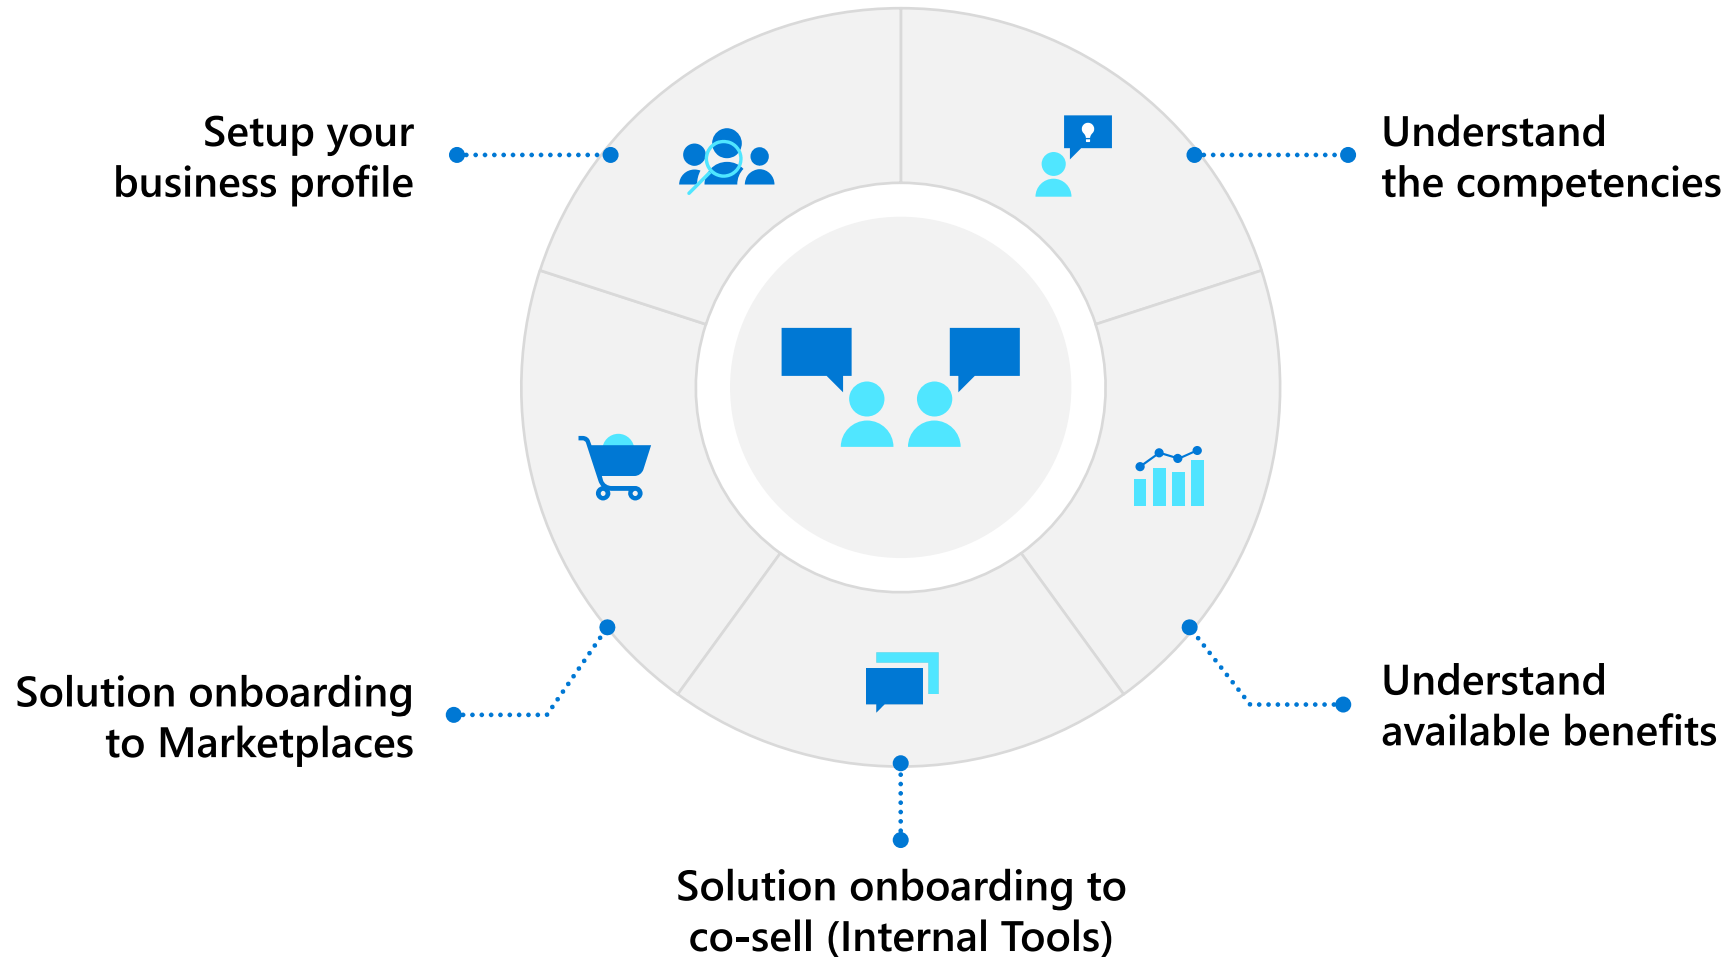 Setup your
business profile
Understand
the competencies
Solution onboarding
to Marketplaces
Understand
available benefits
Solution onboarding to
co-sell (Internal Tools)